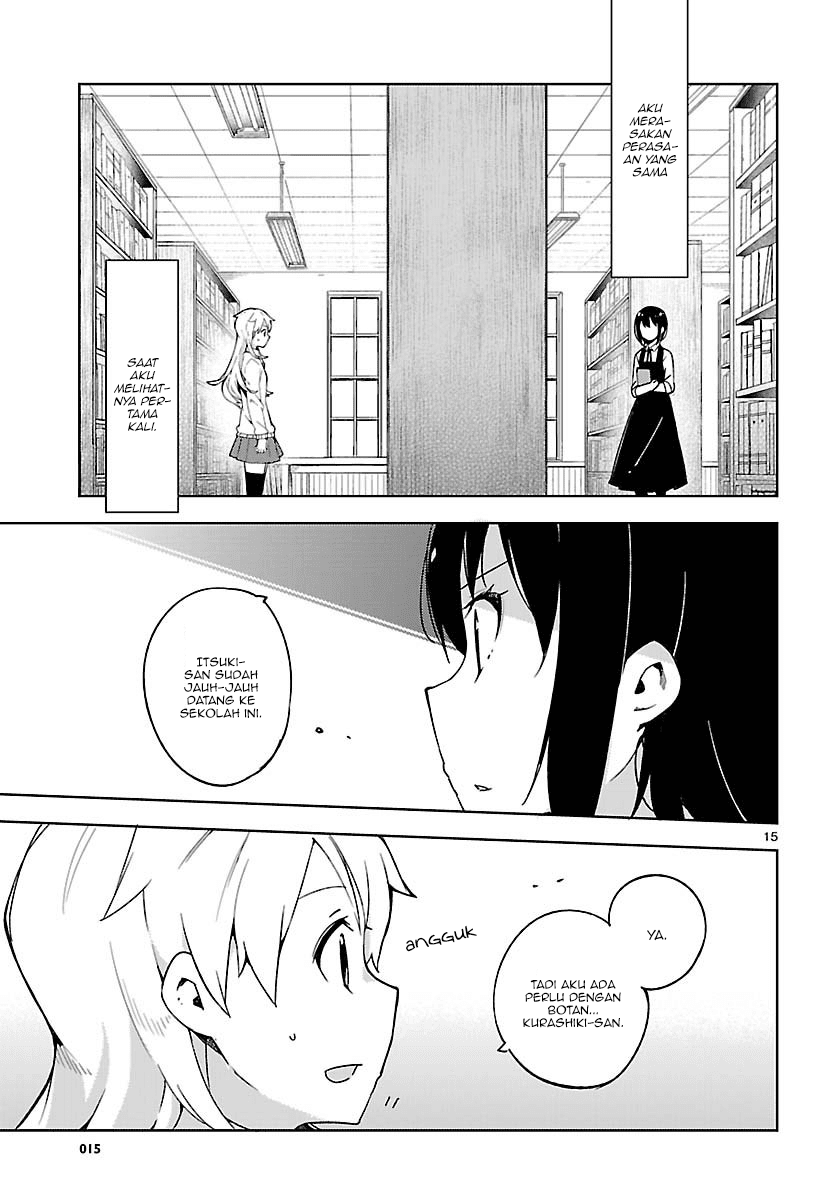 AKU
MERA-
SAKAN
PERASA-
AN YANG
SAMA
SAAT
AKU
MELIHAT-
NYA PER-
TAMA
KALI.
ITSUKI-
SAN SUDAH
JAUH-JAUH
DATANG KE
SEKOLAH INI.
15
YA.
angguk
TADI AKU ADA
PERLU DENGAN
BOTAN...
KURASHIKI-SAN.
015